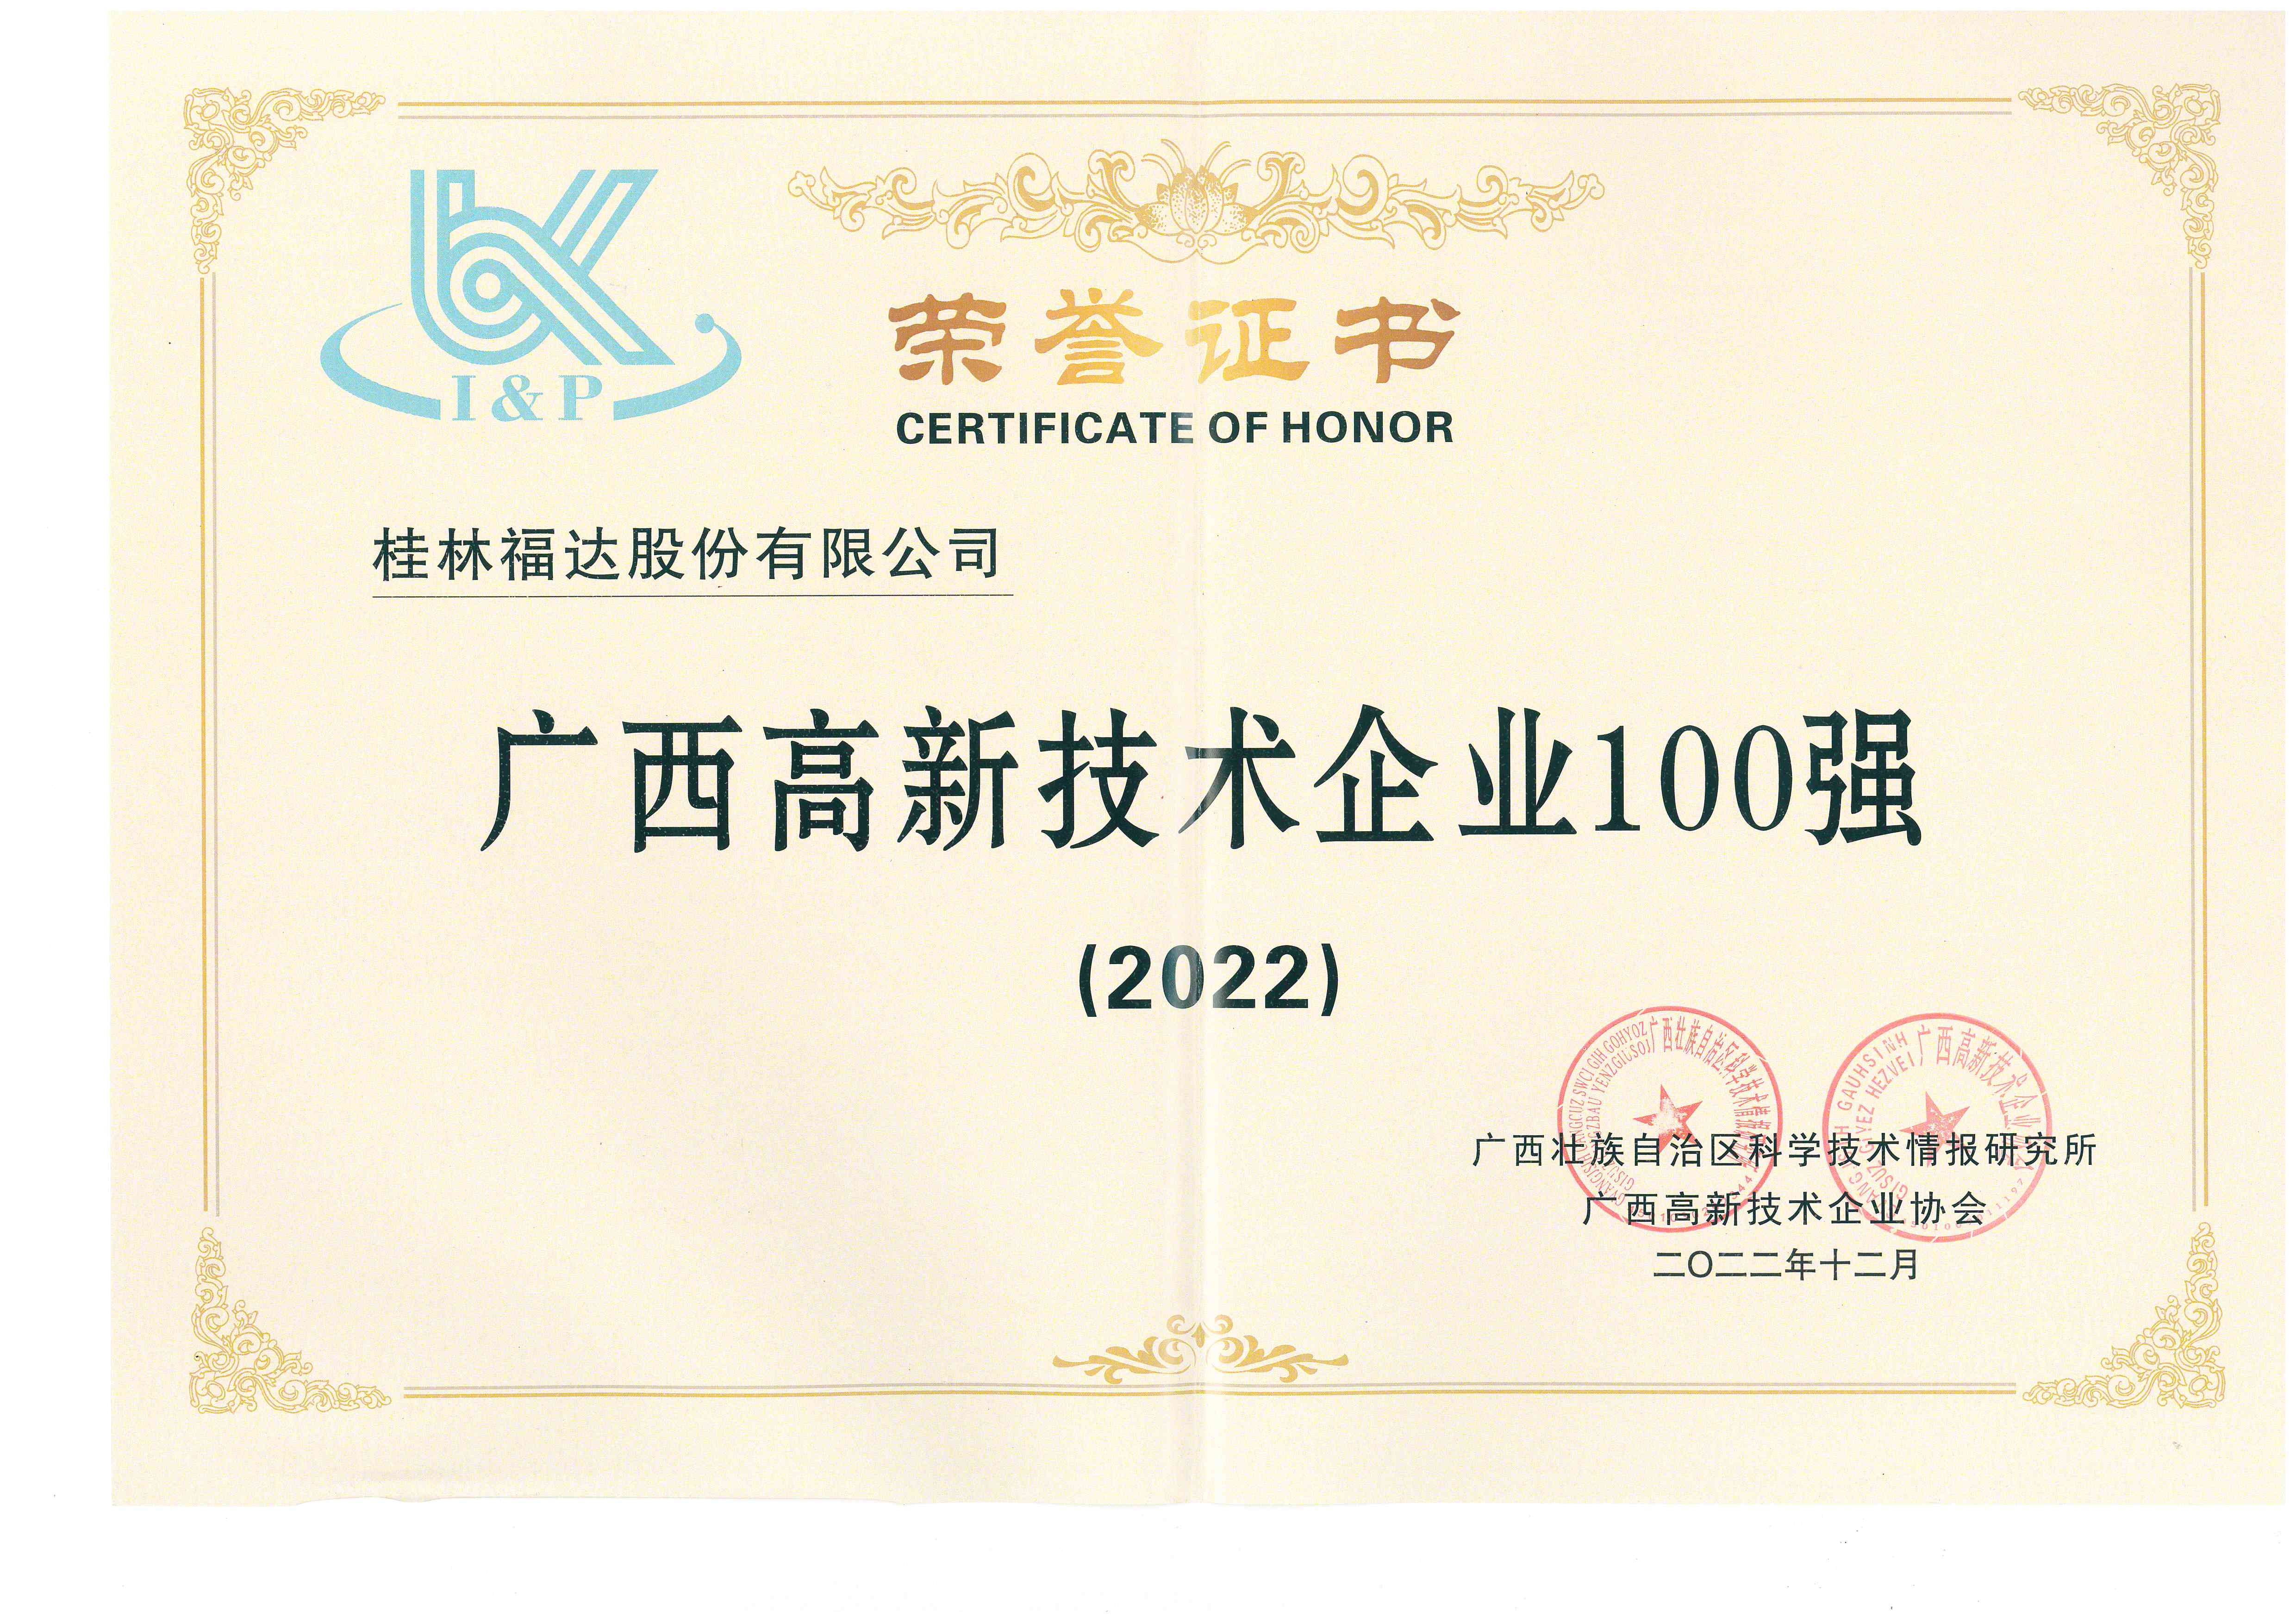 I&P
荣誉证书
CERTIFICATE OF HONOR
桂林福达股份有限公司
广西高新技术企业100强
(2022)
广西壮族自治区科学技术情报研究所
广西高新技术企业协会
二〇二二年十二月